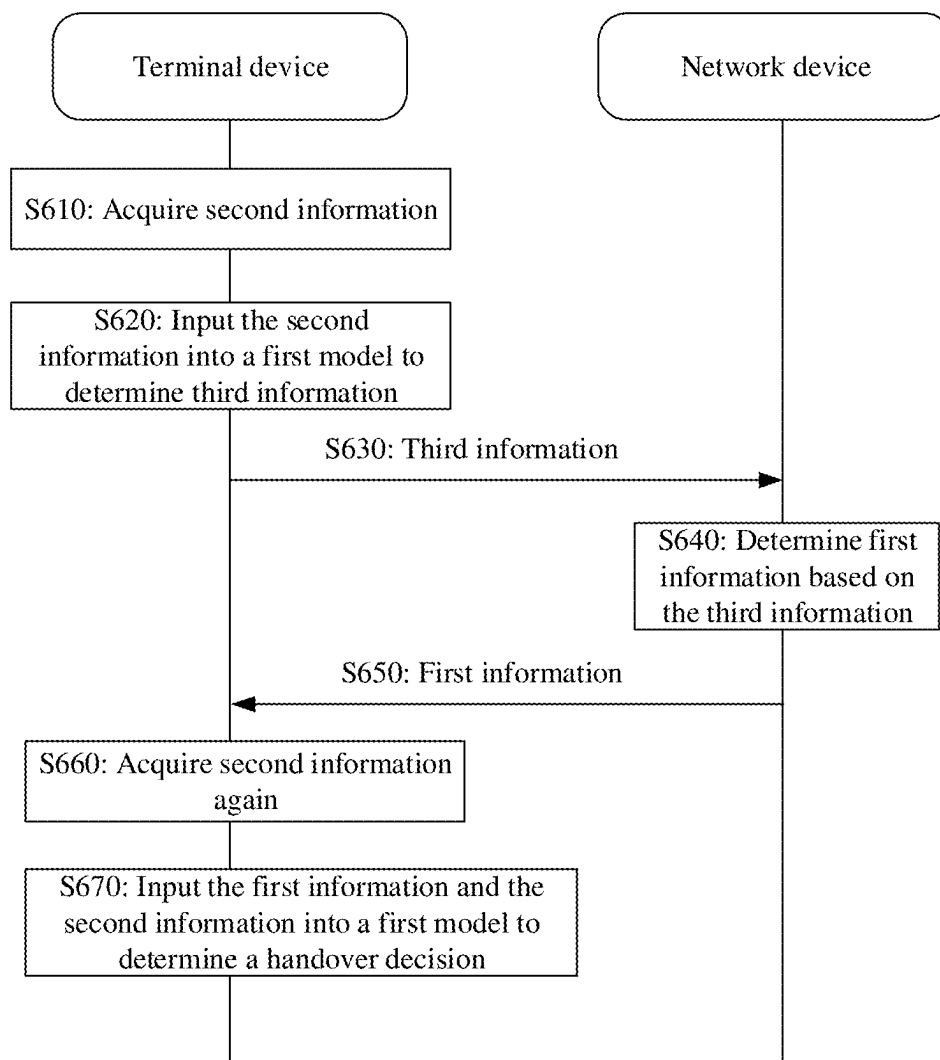 Terminal device
Network device
S610: Acquire second information
S620: Input the second
information into a first model to
determine third information
S630: Third information
S640: Determine first
information based on
the third information
S650: First information
S660: Acquire second information
again
S670: Input the first information and the
second information into a first model to
determine a handover decision